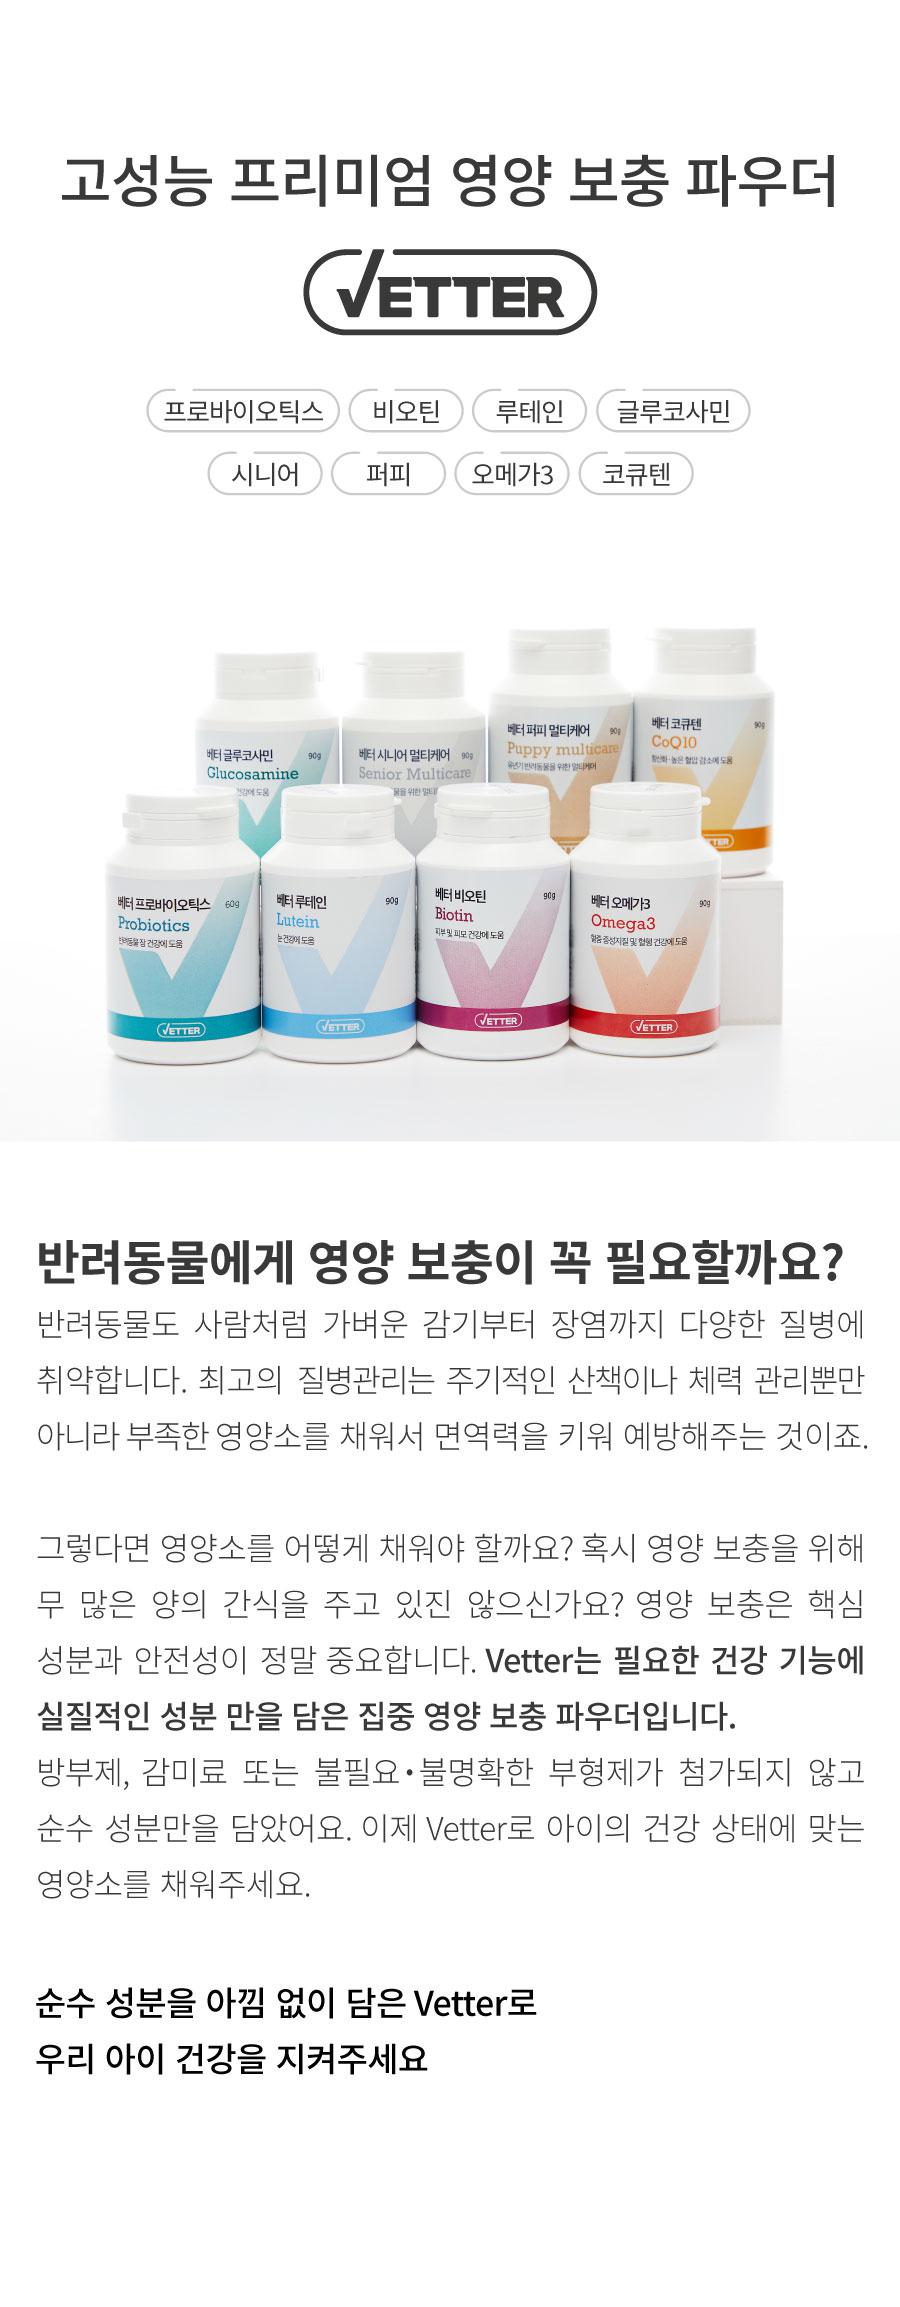 고성능 프리미엄 영양 보충 파우더
VETTER
프로바이오틱스 비오틴 루테인 글루코사민
시니어 퍼피 오메가3 코큐텐
베터 글루코사민 90g
Glucosamine
건강에 도움
베터 시니어 멀티케어 90g
Senior Multicare
물을 위한 멀티
베터 퍼피 멀티케어 90g
Puppy multicare
유년기 반려동물을 위한 멀티케어
베터 코큐텐 90g
CoQ10
항산화·높은 혈압 감소에 도움
베터 프로바이오틱스 60g
Probiotics
반려동물 장 건강에 도움
VETTER
베터 루테인 90g
Lutein
눈 건강에 도움
VETTER
베터 비오틴 90g
Biotin
피부 및 피모 건강에 도움
VETTER
베터 오메가3 90g
Omega3
혈중 중성지질 및 혈행 건강에 도움
VETTER
반려동물에게 영양 보충이 꼭 필요할까요?
반려동물도 사람처럼 가벼운 감기부터 장염까지 다양한 질병에
취약합니다. 최고의 질병관리는 주기적인 산책이나 체력 관리뿐만
아니라 부족한 영양소를 채워서 면역력을 키워 예방해주는 것이죠.
그렇다면 영양소를 어떻게 채워야 할까요? 혹시 영양 보충을 위해
무 많은 양의 간식을 주고 있진 않으신가요? 영양 보충은 핵심
성분과 안전성이 정말 중요합니다. Vetter는 필요한 건강 기능에
실질적인 성분 만을 담은 집중 영양 보충 파우더입니다.
방부제, 감미료 또는 불필요·불명확한 부형제가 첨가되지 않고
순수 성분만을 담았어요. 이제 Vetter로 아이의 건강 상태에 맞는
영양소를 채워주세요.
순수 성분을 아낌 없이 담은 Vetter로
우리 아이 건강을 지켜주세요